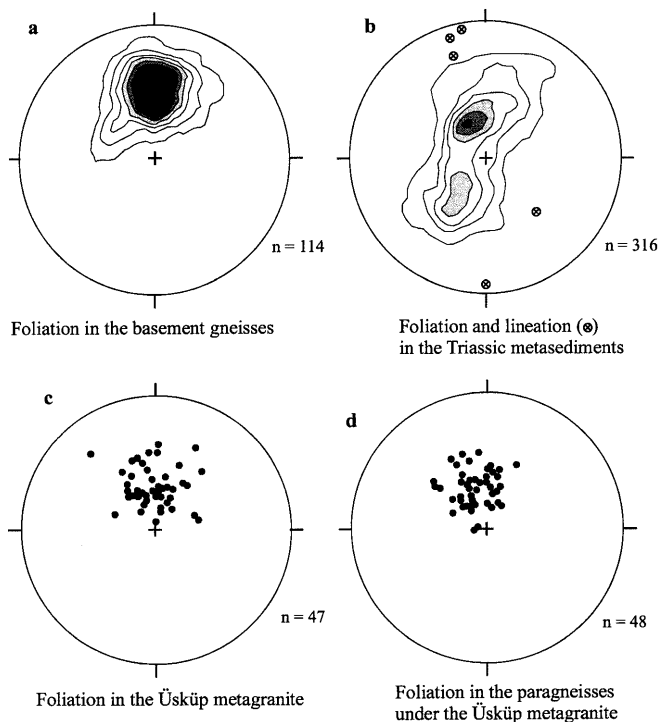 a
b
n = 114
n = 316
Foliation in the basement gneisses
Foliation and lineation (⊗)
in the Triassic metasediments
c
d
n = 47
n = 48
Foliation in the Üsküp metagranite
Foliation in the paragneisses
under the Üsküp metagranite